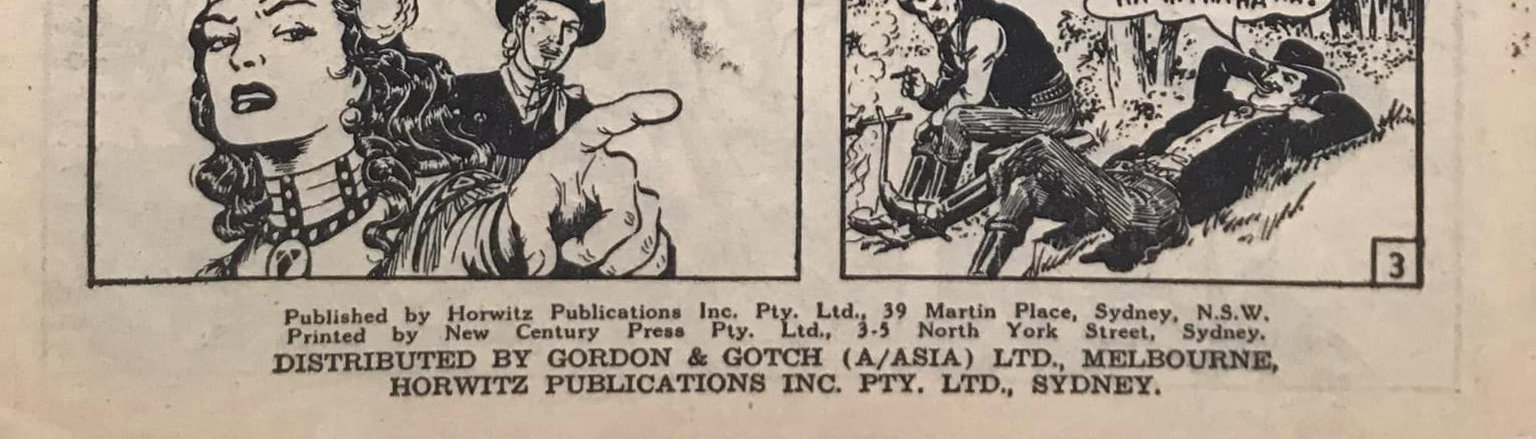 3
Published by Horwitz Publications Inc. Pty. Ltd., 39 Martin Place, Sydney, N.S.W.
Printed by New Century Press Pty. Ltd., 3-5 North York Street, Sydney.
DISTRIBUTED BY GORDON & GOTCH (A/ASIA) LTD., MELBOURNE,
HORWITZ PUBLICATIONS INC. PTY. LTD., SYDNEY.